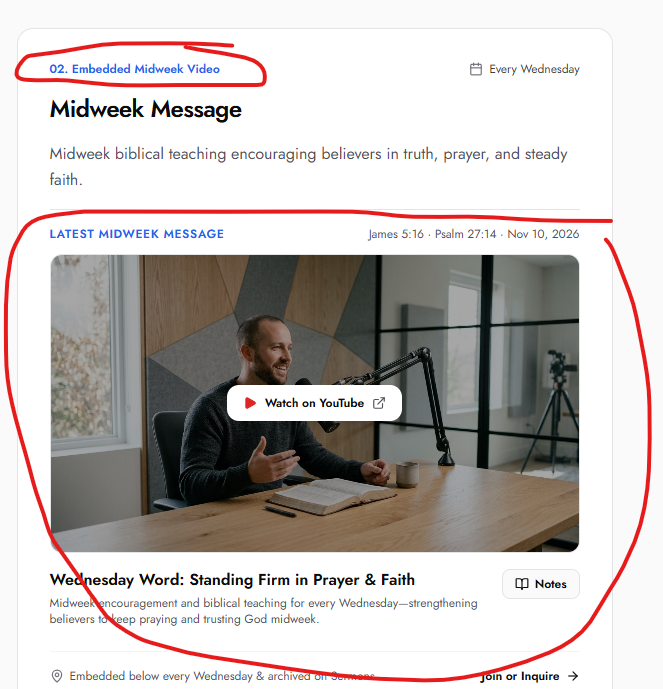 02. Embedded Midweek Video
Every Wednesday
Midweek Message
Midweek biblical teaching encouraging believers in truth, prayer, and steady
faith.
LATEST MIDWEEK MESSAGE
James 5:16 · Psalm 27:14 · Nov 10, 2026
Watch on YouTube
Wednesday Word: Standing Firm in Prayer & Faith
Notes
Midweek encouragement and biblical teaching for every Wednesday—strengthening
believers to keep praying and trusting God midweek.
Embedded below every Wednesday & archived on Sermons
Join or Inquire